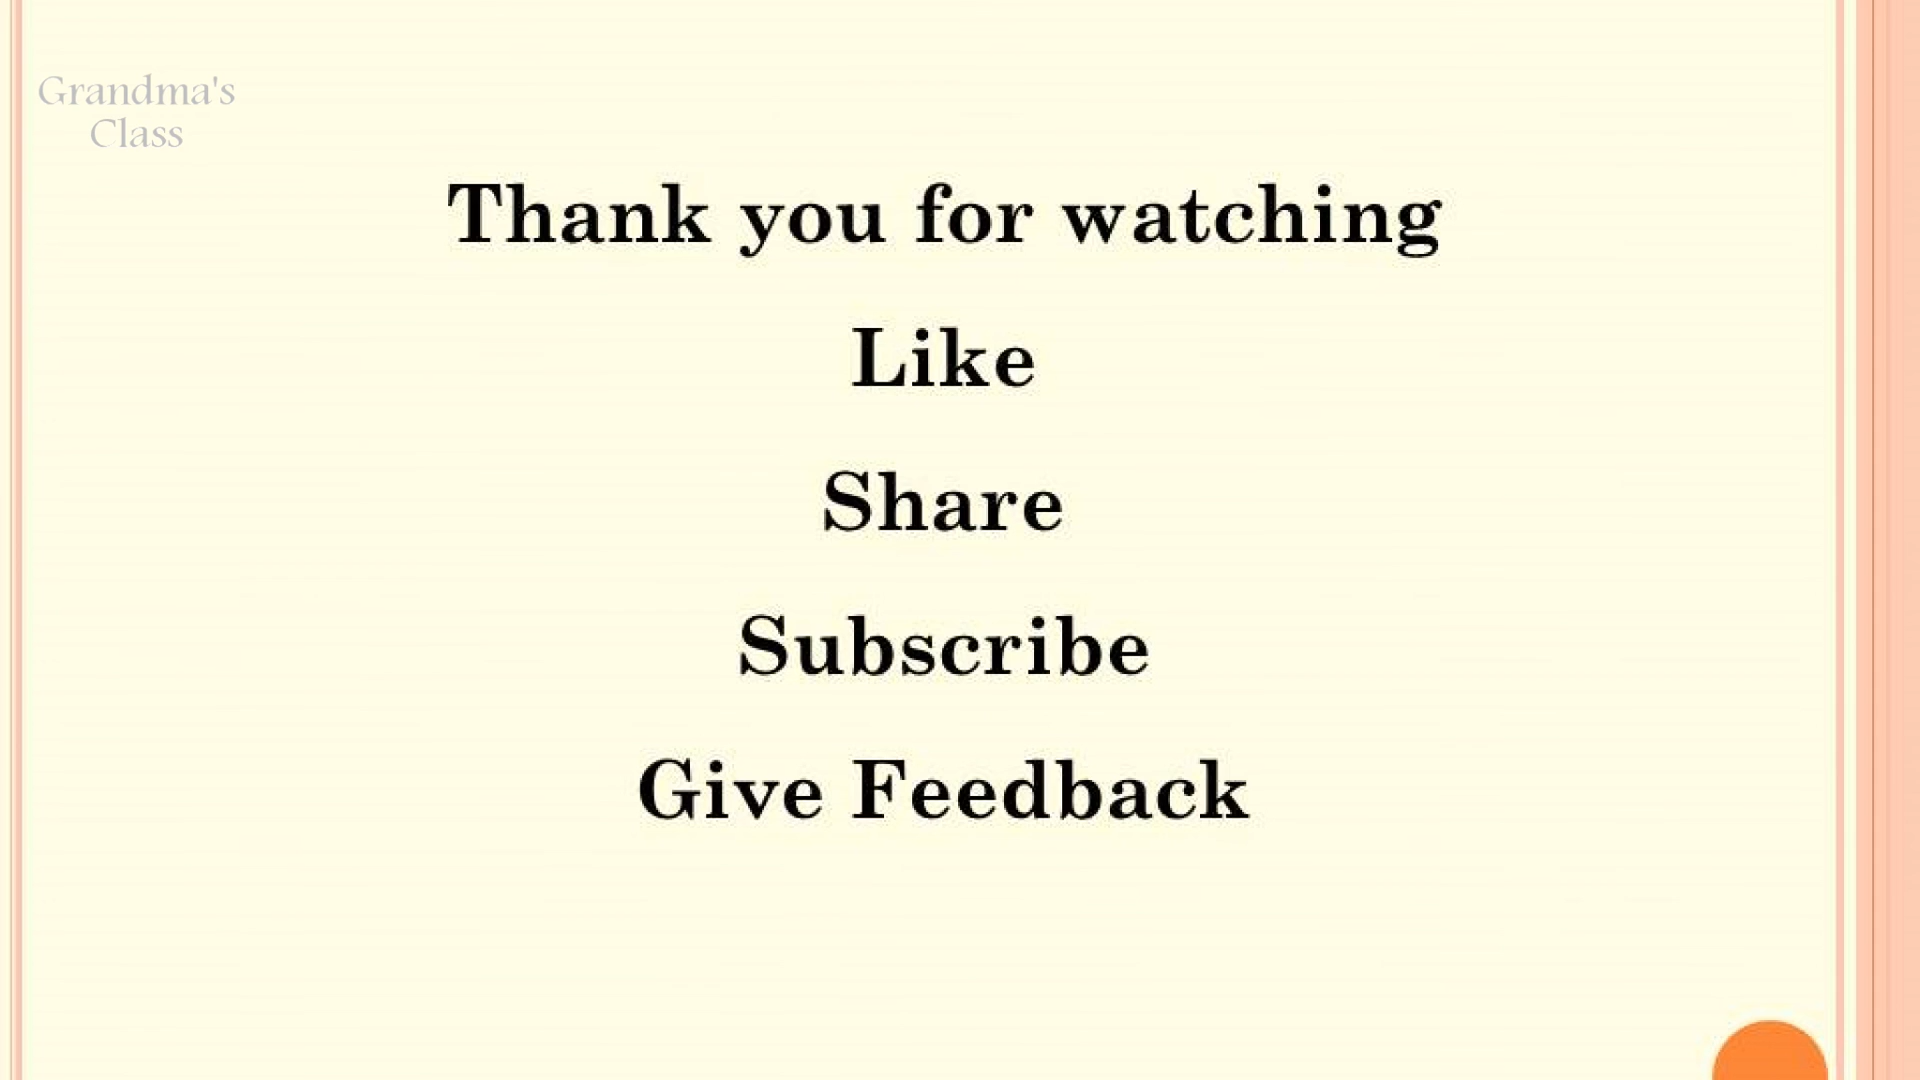 Grandma's
Class
Thank you for watching
Like
Share
Subscribe
Give Feedback